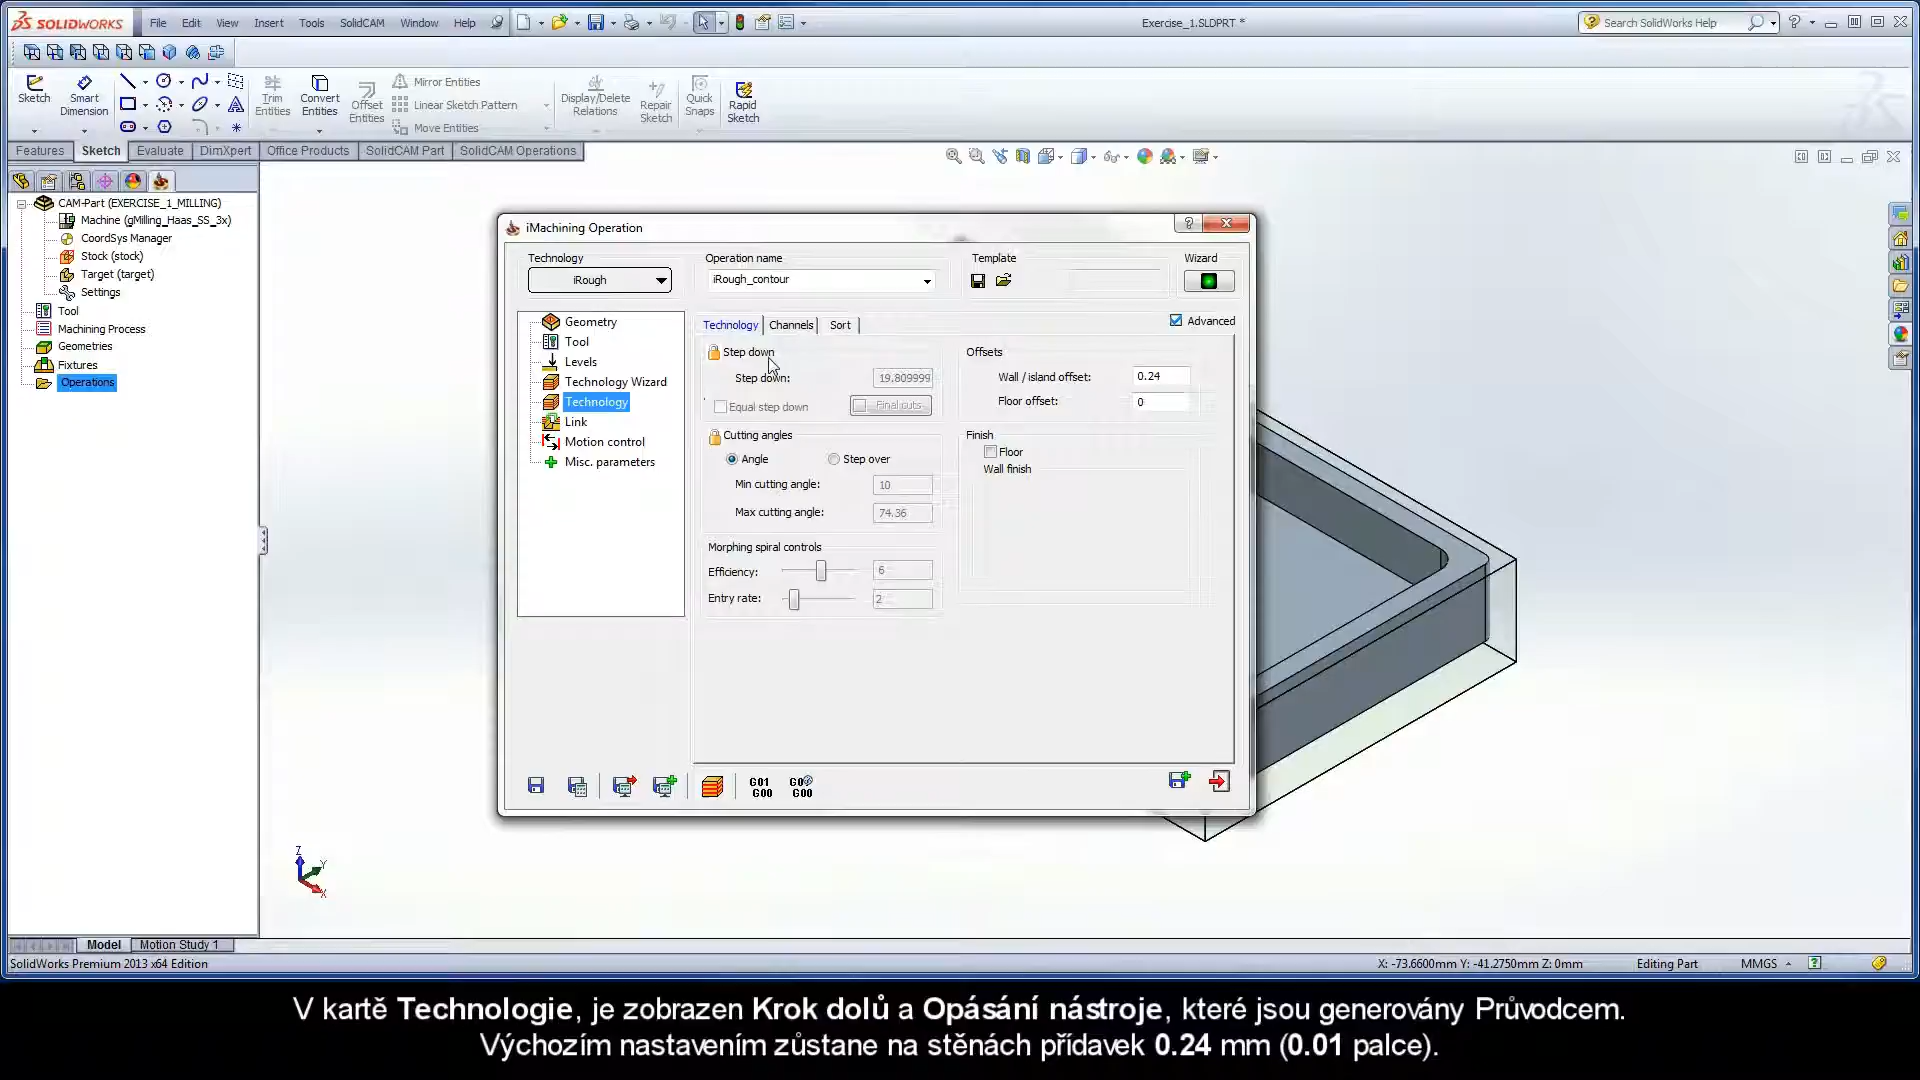 SOLIDWORKS File Edit View Insert Tools SolidCAM Window Help Exercise_1.SLDPRT * Search SolidWorks Help
Sketch Smart Dimension Trim Entities Convert Entities Offset Entities Mirror Entities Linear Sketch Pattern Move Entities Display/Delete Relations Repair Sketch Quick Snaps Rapid Sketch
Features Sketch Evaluate DimXpert Office Products SolidCAM Part SolidCAM Operations
CAM-Part (EXERCISE_1_MILLING)
Machine (gMilling_Haas_SS_3x)
CoordSys Manager
Stock (stock)
Target (target)
Settings
Tool
Machining Process
Geometries
Fixtures
Operations
iMachining Operation
Technology Operation name Template Wizard
iRough iRough_contour
Geometry
Tool
Levels
Technology Wizard
Technology
Link
Motion control
Misc. parameters
Technology Channels Sort Advanced
Step down
Step down: 19.809999
Equal step down Final cuts
Cutting angles
Angle Step over
Min cutting angle: 10
Max cutting angle: 74.36
Morphing spiral controls
Efficiency: 6
Entry rate: 2
Offsets
Wall / island offset: 0.24
Floor offset: 0
Finish
Floor
Wall finish
G01 G00
G00
Z Y X
Model Motion Study 1
SolidWorks Premium 2013 x64 Edition X: -73.6600mm Y: -41.2750mm Z: 0mm Editing Part MMGS
V kartě Technologie, je zobrazen Krok dolů a Opásání nástroje, které jsou generovány Průvodcem.
Výchozím nastavením zůstane na stěnách přídavek 0.24 mm (0.01 palce).